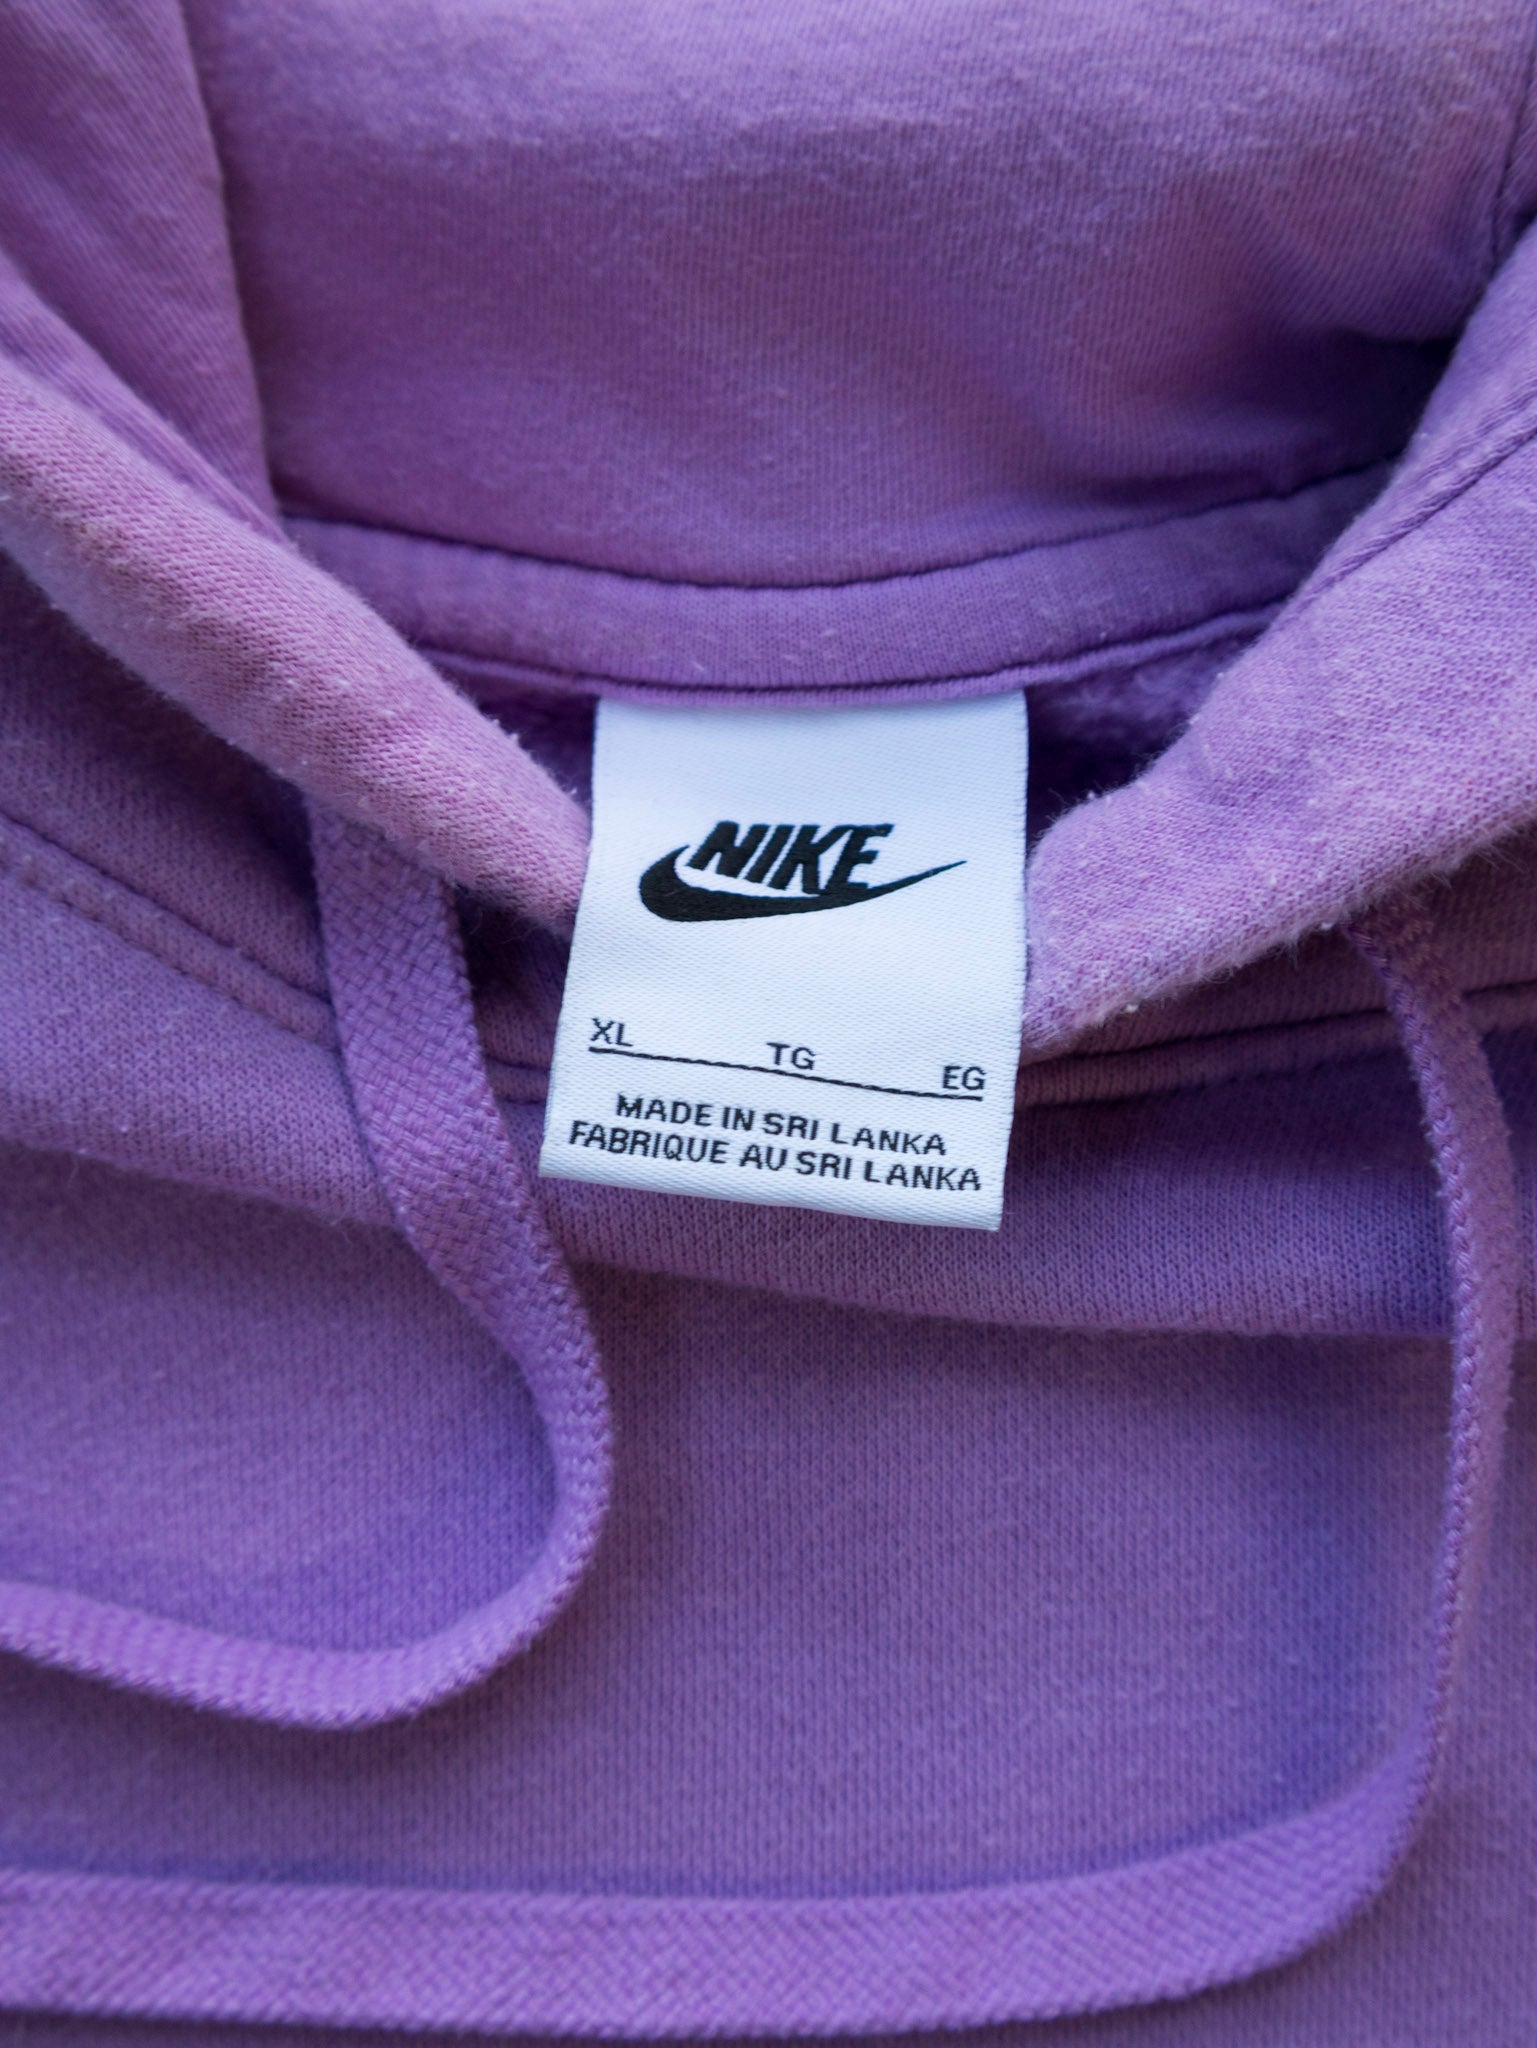 NIKE
XL TG EG
MADE IN SRI LANKA
FABRIQUE AU SRI LANKA